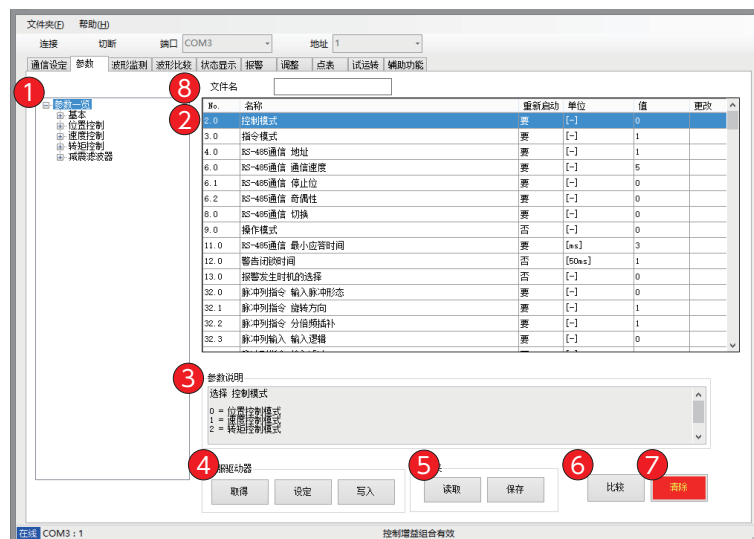 文件夹(F) 帮助(H)
连接 切断 端口 COM3 地址 1
通信设定 参数 波形监测 波形比较 状态显示 报警 调整 点表 试运转 辅助功能
1
8 文件名
参数一览
基本
位置控制
速度控制
转矩控制
减震滤波器
2
No. 名称 重新启动 单位 值 更改
2.0 控制模式 要 [-] 0
3.0 指令模式 要 [-] 1
4.0 RS-485通信 地址 要 [-] 1
6.0 RS-485通信 通信速度 要 [-] 5
6.1 RS-485通信 停止位 要 [-] 0
6.2 RS-485通信 奇偶性 要 [-] 0
8.0 RS-485通信 切换 要 [-] 0
9.0 操作模式 否 [-] 0
11.0 RS-485通信 最小应答时间 要 [ms] 3
12.0 警告闭锁时间 否 [50ms] 1
13.0 报警发生时机的选择 否 [-] 0
32.0 脉冲列指令 输入脉冲形态 要 [-] 0
32.1 脉冲列指令 旋转方向 要 [-] 1
32.2 脉冲列指令 分倍频插补 要 [-] 1
32.3 脉冲列输入 输入逻辑 要 [-] 0
3 参数说明
选择 控制模式
0 = 位置控制模式
1 = 速度控制模式
2 = 转矩控制模式
4 服驱动器
取得 设定 写入
5
读取 保存
6 比较
7 清除
在线 COM3 : 1 控制增益组合有效